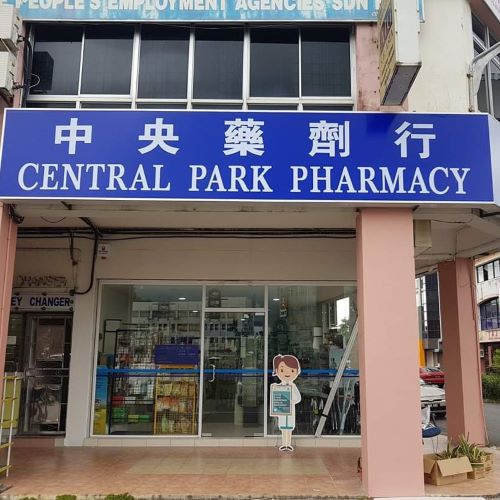 PEOPLE'S EMPLOYMENT AGENCIES SDN
中央藥劑行
CENTRAL PARK PHARMACY
EY CHANGER